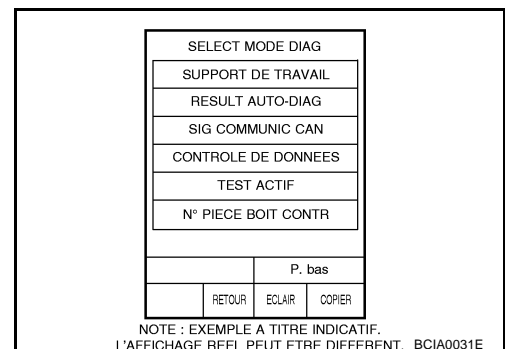 SELECT MODE DIAG
SUPPORT DE TRAVAIL
RESULT AUTO-DIAG
SIG COMMUNIC CAN
CONTROLE DE DONNEES
TEST ACTIF
N° PIECE BOIT CONTR
P. bas
RETOUR ECLAIR COPIER
NOTE : EXEMPLE A TITRE INDICATIF.
L'AFFICHAGE REEL PEUT ETRE DIFFERENT. BCIA0031E